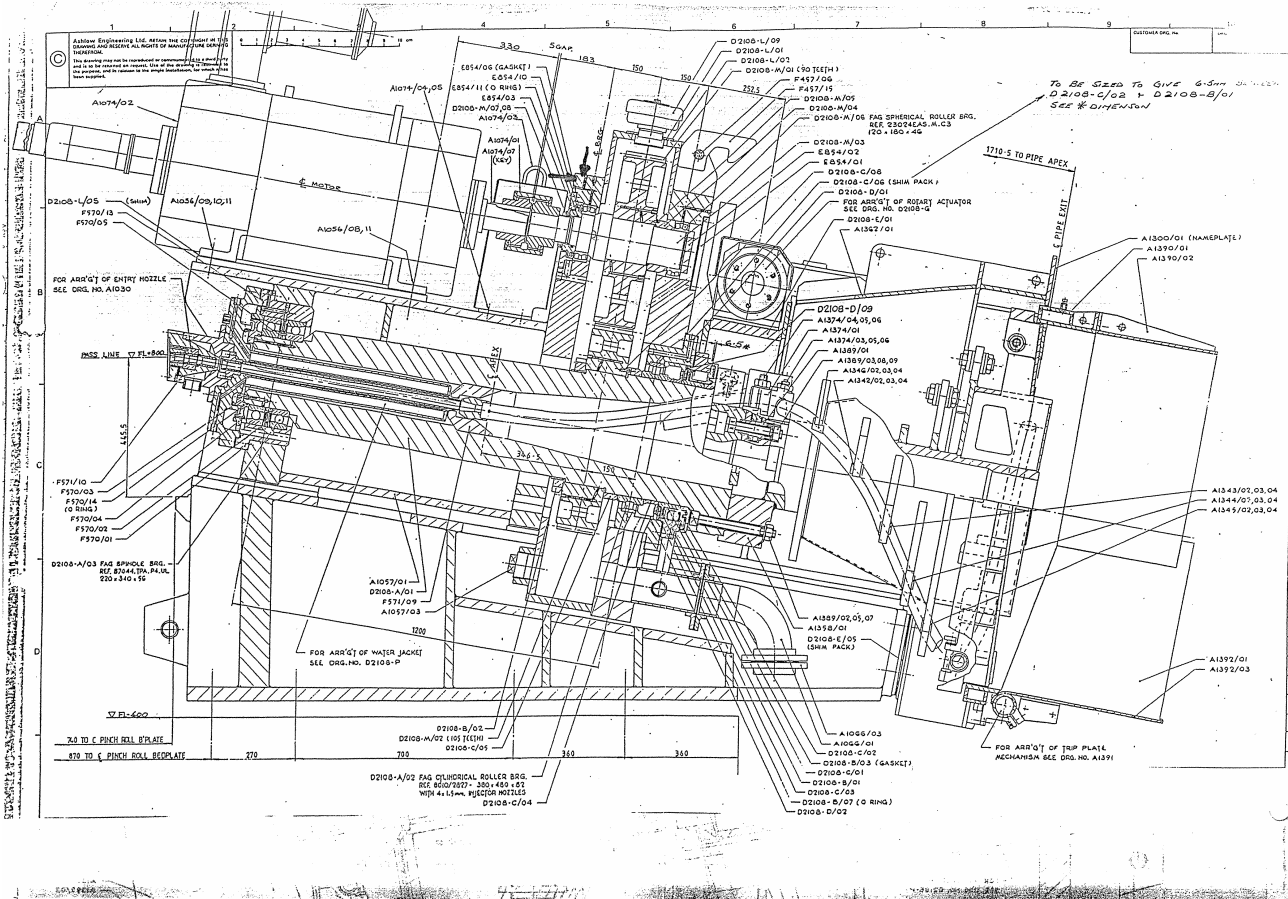 1
2
4
5
6
7
8
9
A
B
C
D
©
Ashlow Engineering Ltd. RETAIN THE COPYRIGHT IN THIS
DRAWING AND RESERVE ALL RIGHTS OF MANUFACTURE DERIVING
THEREFROM.
This drawing may not be reproduced or communicated to a third party
and is to be returned on request. Use of the drawing is
the purpose, and in relation to the single installation, for which it has
been supplied.
CUSTOMER DRG. No.
330
5 GAP.
183
150
150
252.5
E854/06 (GASKET)
E854/10
E854/11 (O RING)
E854/03
D2108-M/07,08
A1074/03
A1074/04,05
A1074/01
A1074/07
(KEY)
A1074/02
℄ MOTOR
℄ BRG.
D2108-L/09
D2108-L/01
D2108-L/02
D2108-M/01 (90 TEETH)
F457/06
F457/15
D2108-M/05
D2108-M/04
D2108-M/06 FAG SPHERICAL ROLLER BRG.
REF. 23024EAS.M.C3
120 x 180 x 46
D2108-M/03
E854/02
E854/01
D2108-C/08
D2108-C/06 (SHIM PACK)
D2108-D/01
FOR ARR'G'T OF ROTARY ACTUATOR
SEE DRG. NO. D2108-G
D2108-E/01
A1362/01
TO BE SIZED TO GIVE 6.5mm
D2108-C/02 + D2108-B/01
SEE * DIMENSON
1710-5 TO PIPE APEX
℄ PIPE EXIT
A1300/01 (NAMEPLATE)
A1390/01
A1390/02
D2108-L/05
F570/13
F570/05
A1056/09,10,11
A1056/08,11
FOR ARR'G'T OF ENTRY NOZZLE
SEE DRG. NO. A1030
PASS LINE ▽ FL+800
445.5
℄ APEX
6.5*
D2108-D/09
A1374/04,05,06
A1374/01
A1374/03,05,06
A1389/01
A1389/03,08,09
A1346/02,03,04
A1342/02,03,04
346.5
150
F571/10
F570/03
F570/14
(O RING)
F570/04
F570/02
F570/01
D2108-A/03 FAG SPINDLE BRG.
REF. B7044.TPA.P4.UL
220 x 340 x 56
A1057/01
D2108-A/01
F571/09
A1057/03
1200
FOR ARR'G'T OF WATER JACKET
SEE DRG. NO. D2108-P
A1343/02,03,04
A1344/02,03,04
A1345/02,03,04
A1389/02,05,07
A1358/01
D2108-E/05
(SHIM PACK)
A1392/01
A1392/03
▽ FL-600
740 TO ℄ PINCH ROLL B'PLATE
870 TO ℄ PINCH ROLL BEDPLATE
270
700
360
360
D2108-B/02
D2108-M/02 (105 TEETH)
D2108-C/05
D2108-A/02 FAG CYLINDRICAL ROLLER BRG.
380 x 480 x 82
WITH 4x1.5mm. INJECTOR NOZZLES
D2108-C/04
A1066/03
A1066/01
D2108-C/02
D2108-B/03 (GASKET)
D2108-C/01
D2108-B/01
D2108-C/03
D2108-B/07 (O RING)
D2108-D/02
FOR ARR'G'T OF TRIP PLATE
MECHANISM SEE DRG. NO. A1391